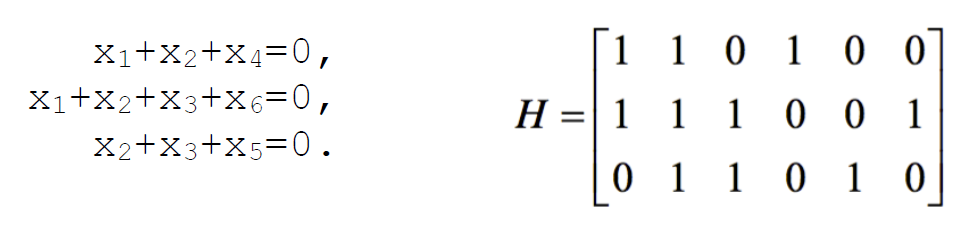 x₁+x₂+x₄=0,
x₁+x₂+x₃+x₆=0,
x₂+x₃+x₅=0.
1 1 0 1 0 0
H = 1 1 1 0 0 1
0 1 1 0 1 0